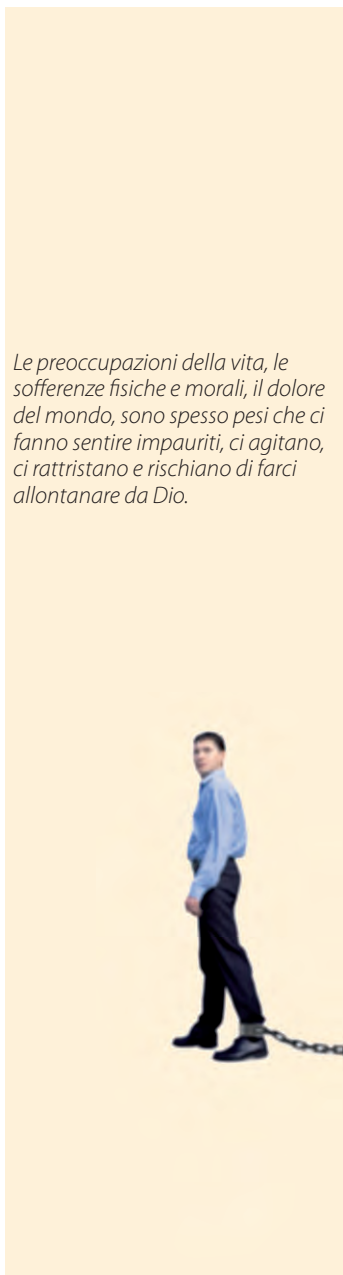 Le preoccupazioni della vita, le
sofferenze fisiche e morali, il dolore
del mondo, sono spesso pesi che ci
fanno sentire impauriti, ci agitano,
ci rattristano e rischiano di farci
allontanare da Dio.